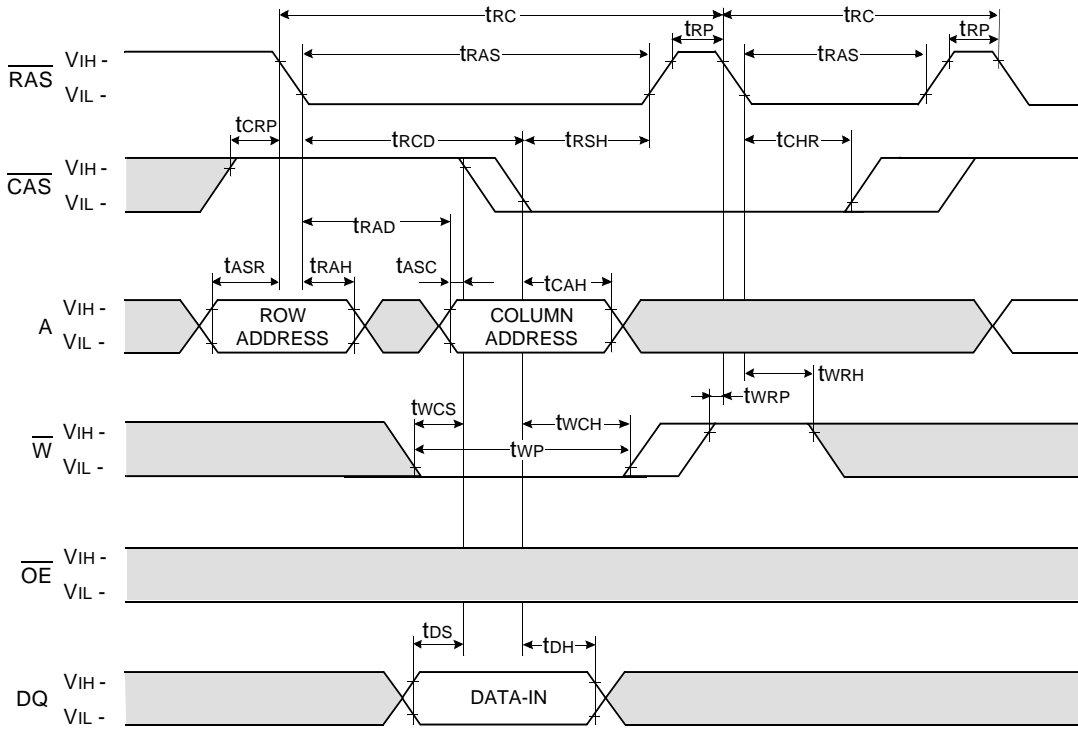 tRC tRC
tRP tRP
RAS VIH - tRAS tRAS
VIL -
tCRP tRCD tRSH tCHR
CAS VIH -
VIL -
tRAD
tASR tRAH tASC tCAH
A VIH - ROW ADDRESS COLUMN ADDRESS
VIL -
tWRH
tWRP
tWCS tWCH
W VIH - tWP
VIL -
OE VIH -
VIL -
tDS tDH
DQ VIH - DATA-IN
VIL -